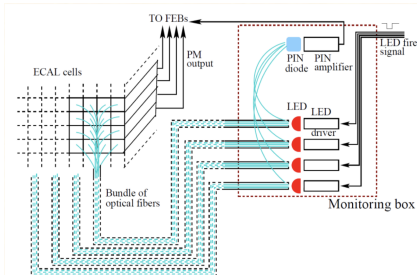 TO FEBs
ECAL cells
PM
output
PIN
diode
PIN
amplifier
LED fire
signal
LED
LED
driver
Bundle of
optical fibers
Monitoring box